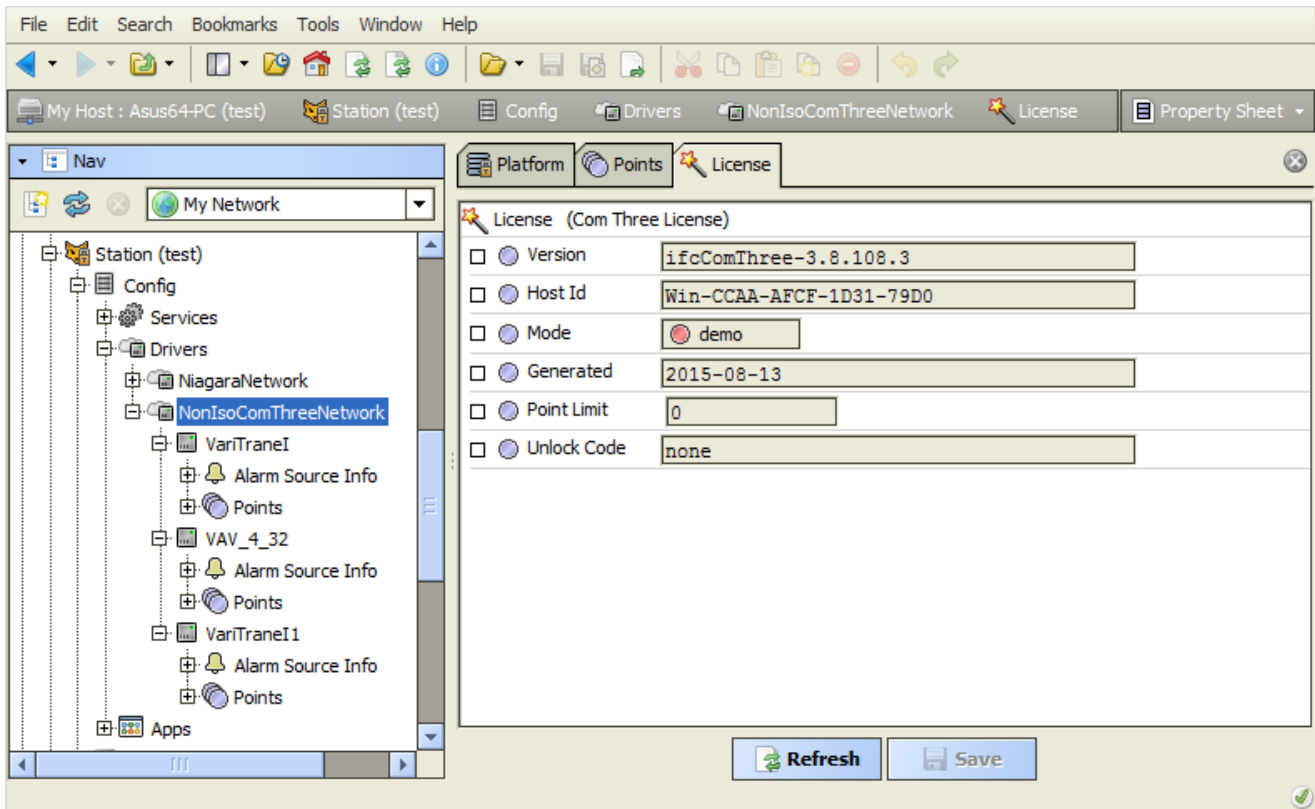 File Edit Search Bookmarks Tools Window Help
My Host : Asus64-PC (test) Station (test) Config Drivers NonIsoComThreeNetwork License Property Sheet
Nav
My Network
Station (test)
Config
Services
Drivers
NiagaraNetwork
NonIsoComThreeNetwork
VariTraneI
Alarm Source Info
Points
VAV_4_32
Alarm Source Info
Points
VariTraneI1
Alarm Source Info
Points
Apps
Platform Points License
License (Com Three License)
Version ifcComThree-3.8.108.3
Host Id Win-CCAA-AFCF-1D31-79D0
Mode demo
Generated 2015-08-13
Point Limit 0
Unlock Code none
Refresh Save